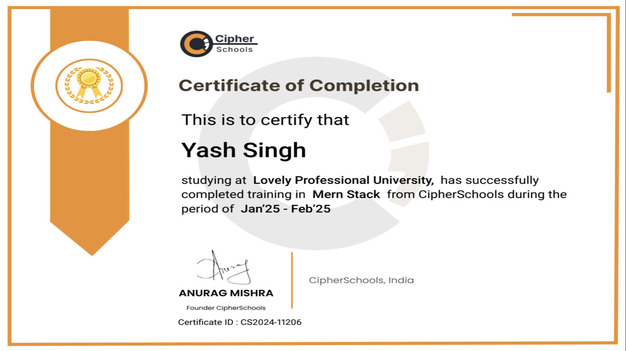 Cipher
Schools
Certificate of Completion
This is to certify that
Yash Singh
studying at Lovely Professional University, has successfully
completed training in Mern Stack from CipherSchools during the
period of Jan'25 - Feb'25
Anurag
ANURAG MISHRA
Founder CipherSchools
CipherSchools, India
Certificate ID : CS2024-11206